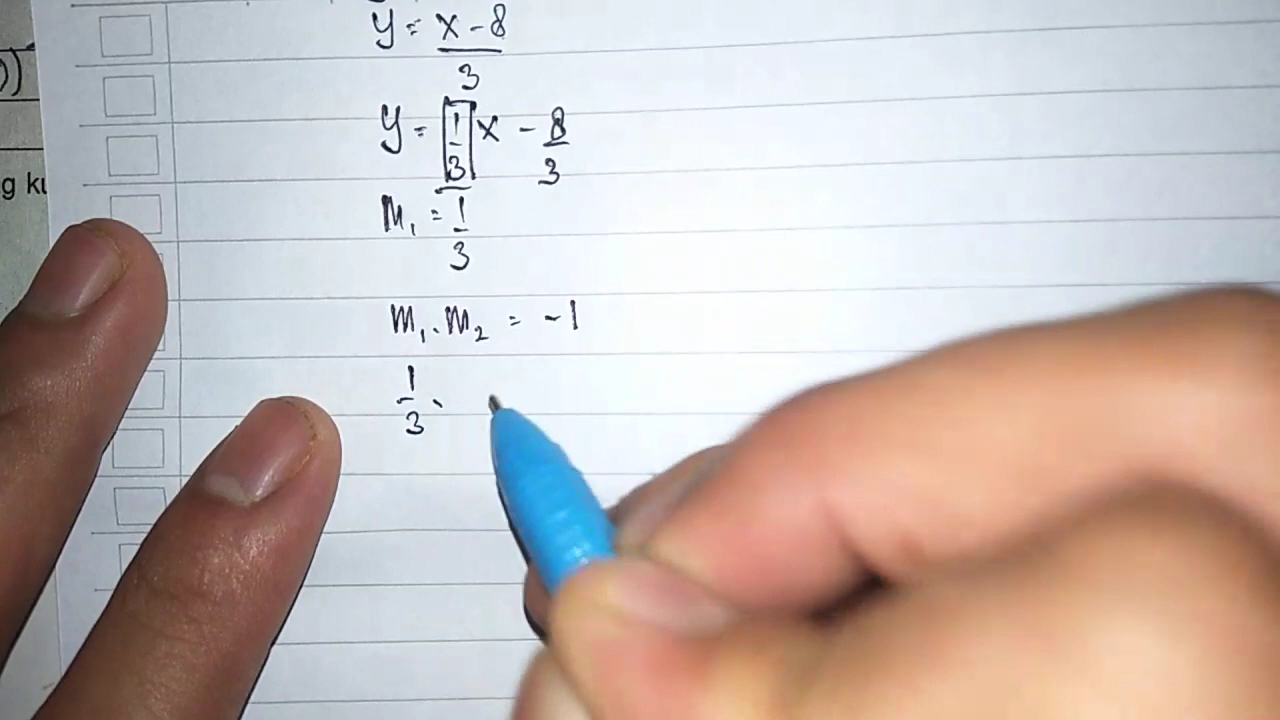 y = x - 8
3
y = 1/3 x - 8/3
m₁ = 1/3
m₁ . m₂ = -1
1/3 .